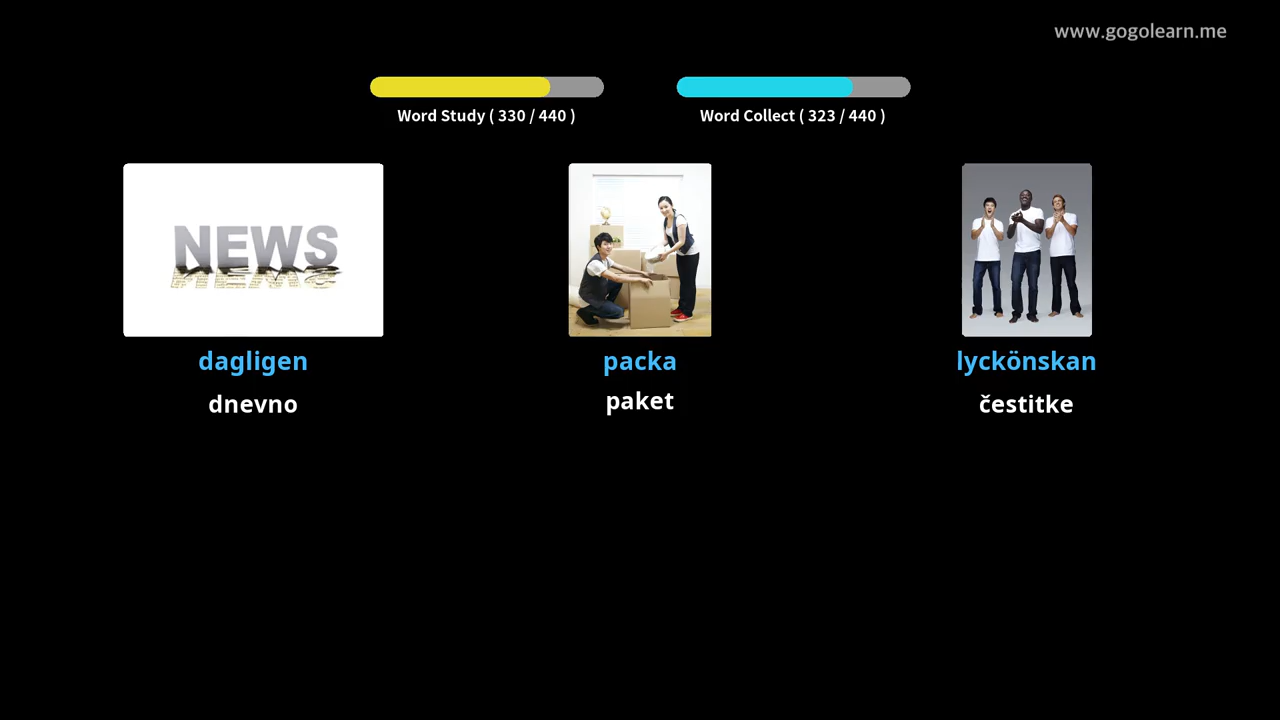 www.gogolearn.me
Word Study ( 330 / 440 )
Word Collect ( 323 / 440 )
NEWS
dagligen
packa
lyckönskan
dnevno
paket
čestitke